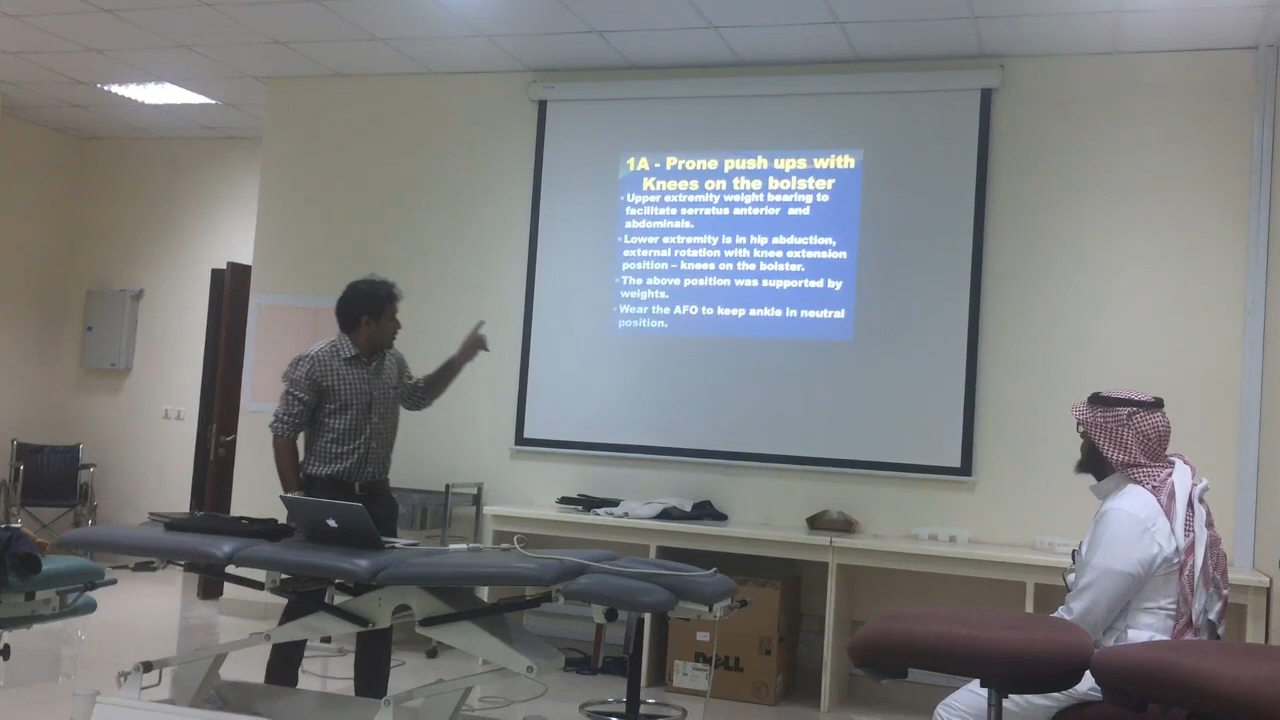 1A - Prone push ups with
Knees on the bolster
• Upper extremity weight bearing to
facilitate serratus anterior and
abdominals.
• Lower extremity is in hip abduction,
external rotation with knee extension
position – knees on the bolster.
• The above position was supported by
weights.
• Wear the AFO to keep ankle in neutral
position.
DELL